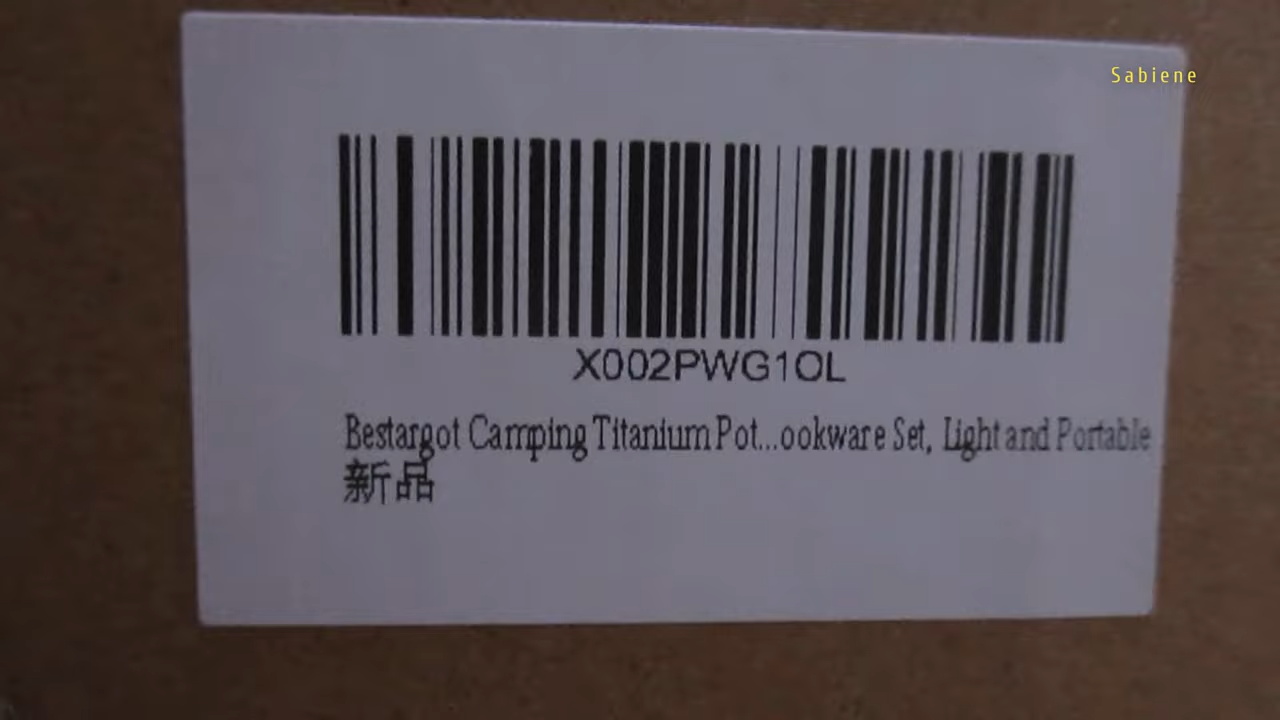 Sabiene
X002PWG1OL
Bestargot Camping Titanium Pot...ookware Set, Light and Portable
新品